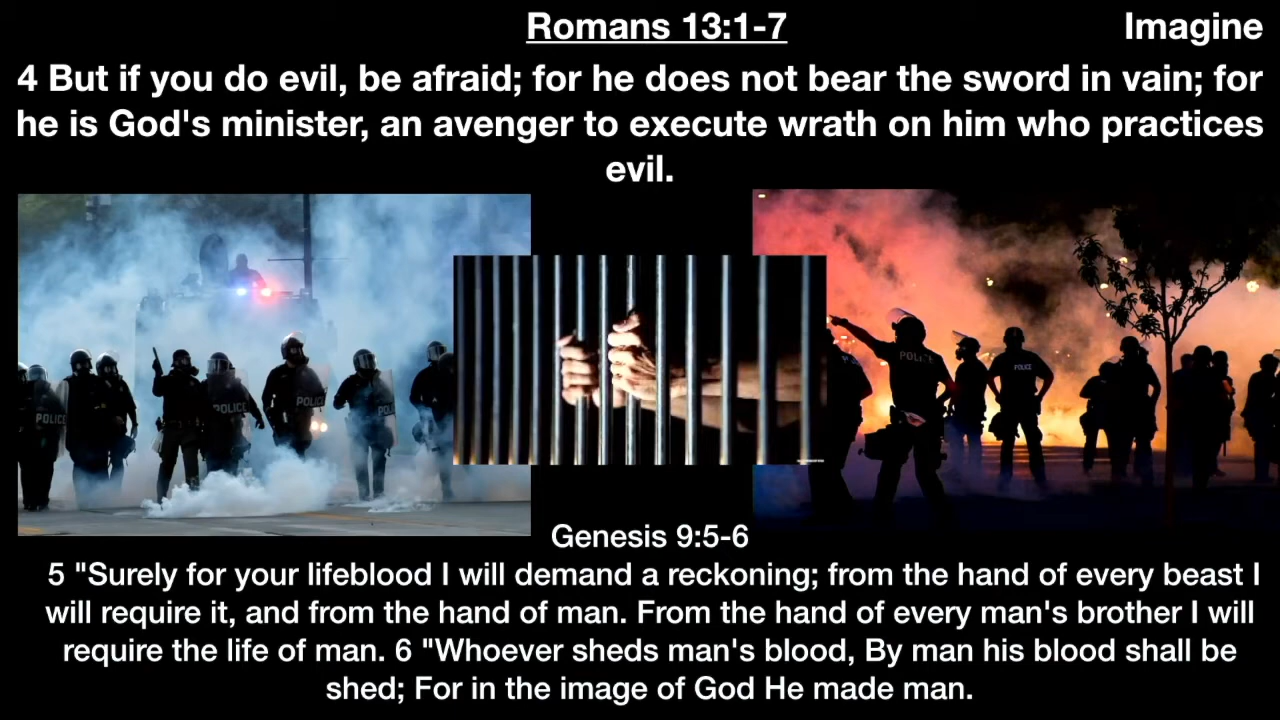 Romans 13:1-7
Imagine
4 But if you do evil, be afraid; for he does not bear the sword in vain; for
he is God's minister, an avenger to execute wrath on him who practices
evil.
POLICE
POLICE
POLICE
POLICE
POLICE
Genesis 9:5-6
5 "Surely for your lifeblood I will demand a reckoning; from the hand of every beast I
will require it, and from the hand of man. From the hand of every man's brother I will
require the life of man. 6 "Whoever sheds man's blood, By man his blood shall be
shed; For in the image of God He made man.